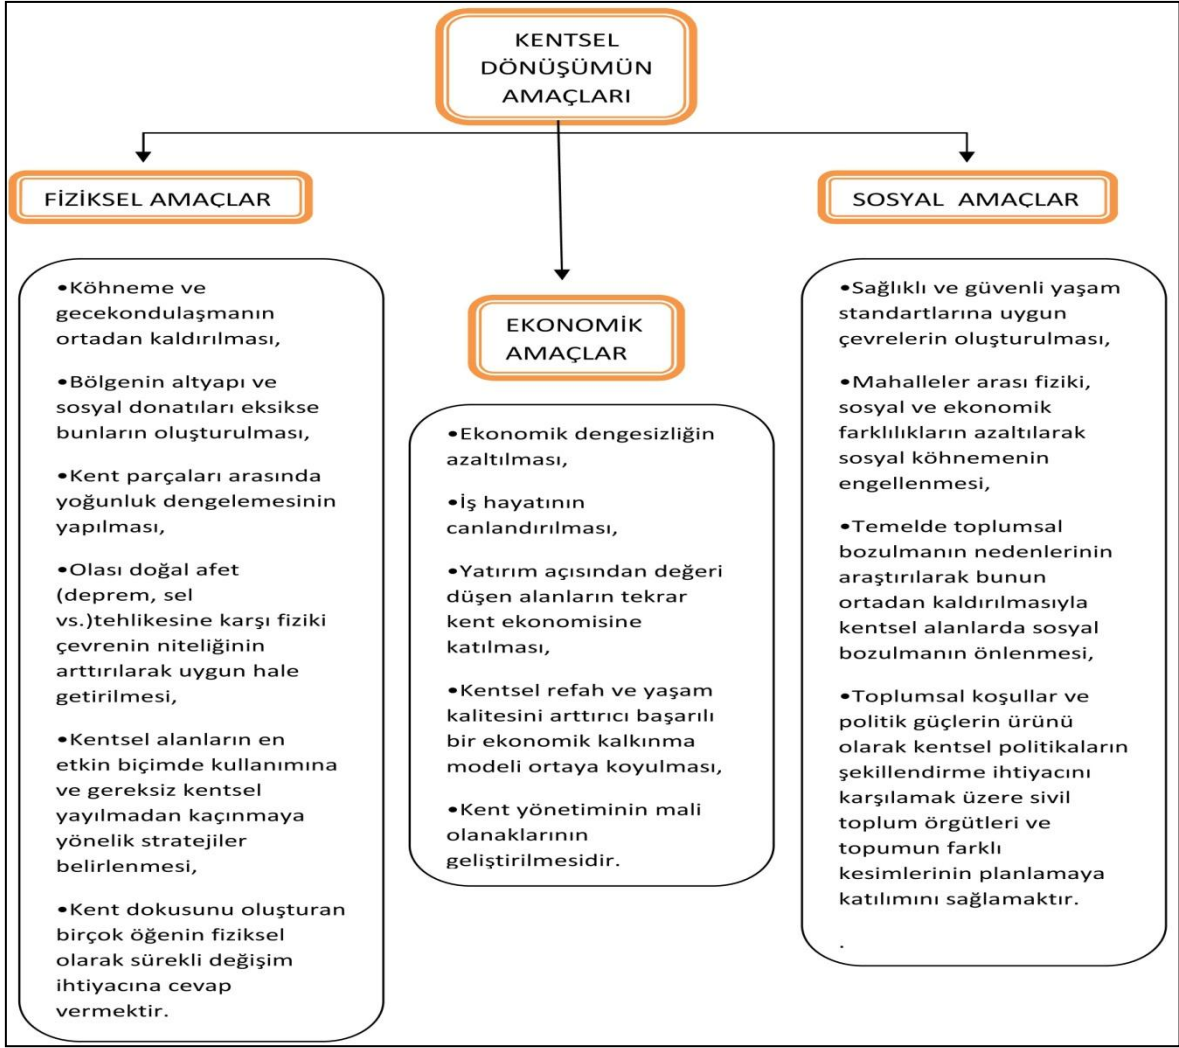 KENTSEL
DÖNÜŞÜMÜN
AMAÇLARI
FİZİKSEL AMAÇLAR
•Köhneme ve
gecekondulaşmanın
ortadan kaldırılması,
•Bölgenin altyapı ve
sosyal donatıları eksikse
bunların oluşturulması,
•Kent parçaları arasında
yoğunluk dengelemesinin
yapılması,
•Olası doğal afet
(deprem, sel
vs.)tehlikesine karşı fiziki
çevrenin niteliğinin
arttırılarak uygun hale
getirilmesi,
•Kentsel alanların en
etkin biçimde kullanımına
ve gereksiz kentsel
yayılmadan kaçınmaya
yönelik stratejiler
belirlenmesi,
•Kent dokusunu oluşturan
birçok öğenin fiziksel
olarak sürekli değişim
ihtiyacına cevap
vermektir.
EKONOMİK
AMAÇLAR
•Ekonomik dengesizliğin
azaltılması,
•İş hayatının
canlandırılması,
•Yatırım açısından değeri
düşen alanların tekrar
kent ekonomisine
katılması,
•Kentsel refah ve yaşam
kalitesini arttırıcı başarılı
bir ekonomik kalkınma
modeli ortaya koyulması,
•Kent yönetiminin mali
olanaklarının
geliştirilmesidir.
SOSYAL AMAÇLAR
•Sağlıklı ve güvenli yaşam
standartlarına uygun
çevrelerin oluşturulması,
•Mahalleler arası fiziki,
sosyal ve ekonomik
farklılıkların azaltılarak
sosyal köhnemenin
engellenmesi,
•Temelde toplumsal
bozulmanın nedenlerinin
araştırılarak bunun
ortadan kaldırılmasıyla
kentsel alanlarda sosyal
bozulmanın önlenmesi,
•Toplumsal koşullar ve
politik güçlerin ürünü
olarak kentsel politikaların
şekillendirme ihtiyacını
karşılamak üzere sivil
toplum örgütleri ve
topumun farklı
kesimlerinin planlamaya
katılımını sağlamaktır.
.